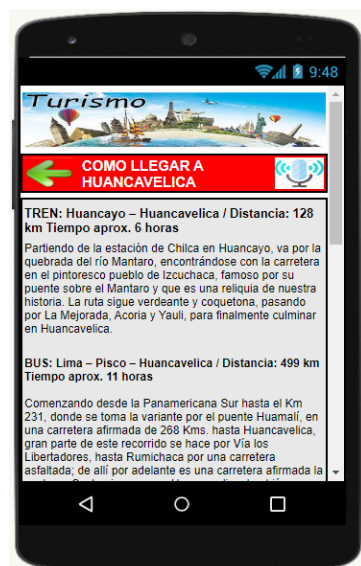 9:48
Turismo
COMO LLEGAR A
HUANCAVELICA
TREN: Huancayo – Huancavelica / Distancia: 128
km Tiempo aprox. 6 horas
Partiendo de la estación de Chilca en Huancayo, va por la
quebrada del río Mantaro, encontrándose con la carretera
en el pintoresco pueblo de Izcuchaca, famoso por su
puente sobre el Mantaro y que es una reliquia de nuestra
historia. La ruta sigue verdeante y coquetona, pasando
por La Mejorada, Acoria y Yauli, para finalmente culminar
en Huancavelica.
BUS: Lima – Pisco – Huancavelica / Distancia: 499 km
Tiempo aprox. 11 horas
Comenzando desde la Panamericana Sur hasta el Km
231, donde se toma la variante por el puente Huamalí, en
una carretera afirmada de 268 Kms. hasta Huancavelica,
gran parte de este recorrido se hace por Vía los
Libertadores, hasta Rumichaca por una carretera
asfaltada; de allí por adelante es una carretera afirmada la